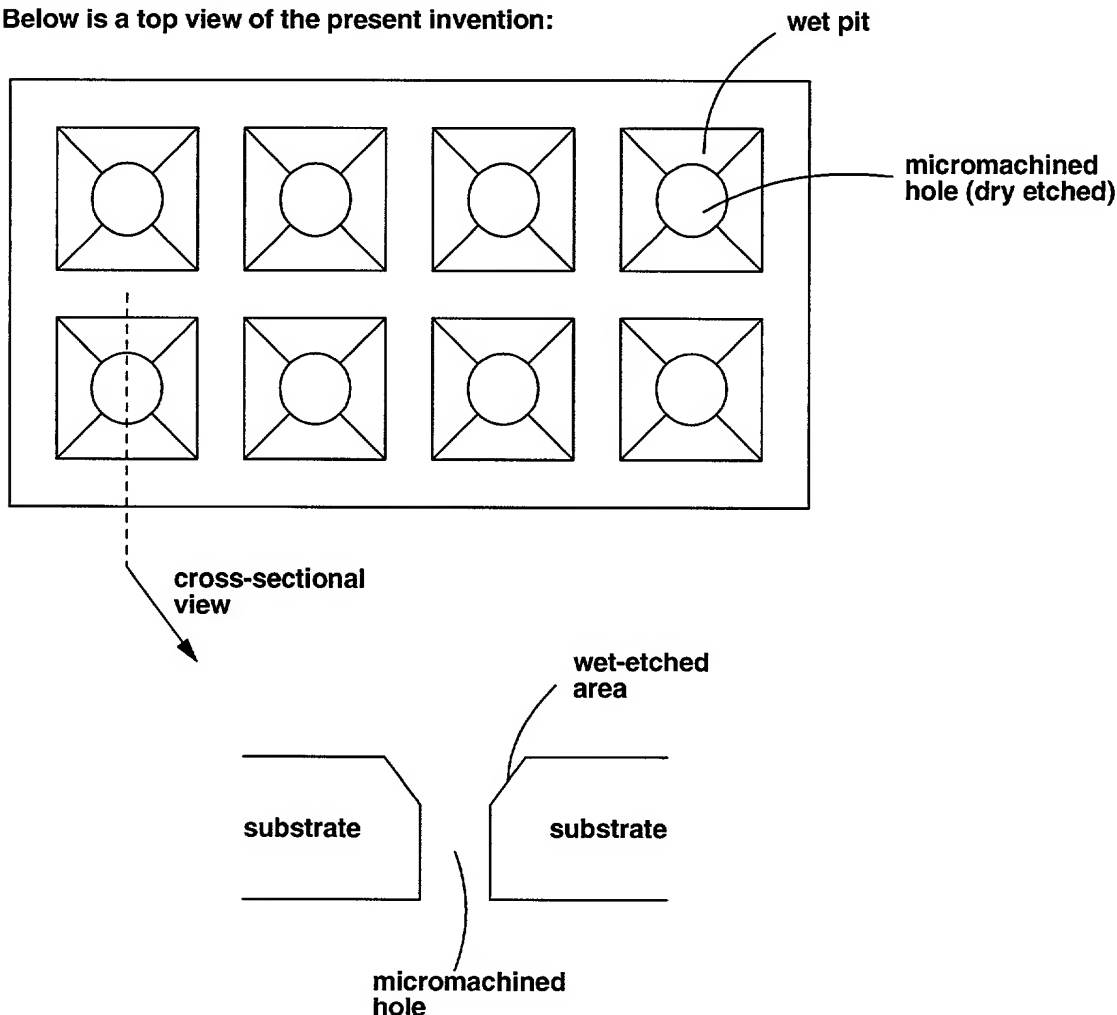 Below is a top view of the present invention:
wet pit
micromachined
hole (dry etched)
cross-sectional
view
wet-etched
area
substrate
substrate
micromachined
hole